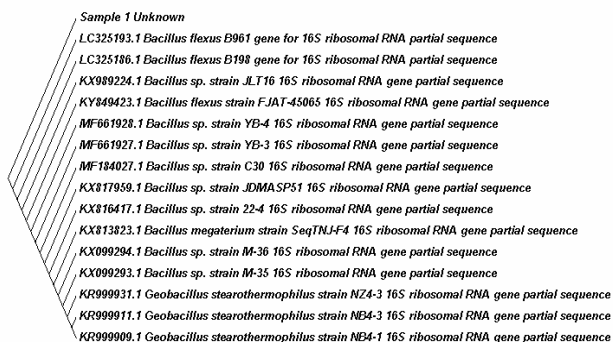 Sample 1 Unknown
LC325193.1 Bacillus flexus B961 gene for 16S ribosomal RNA partial sequence
LC325186.1 Bacillus flexus B198 gene for 16S ribosomal RNA partial sequence
KX989224.1 Bacillus sp. strain JLT16 16S ribosomal RNA gene partial sequence
KY849423.1 Bacillus flexus strain FJAT-45065 16S ribosomal RNA gene partial sequence
MF661928.1 Bacillus sp. strain YB-4 16S ribosomal RNA gene partial sequence
MF661927.1 Bacillus sp. strain YB-3 16S ribosomal RNA gene partial sequence
MF184027.1 Bacillus sp. strain C30 16S ribosomal RNA gene partial sequence
KX817959.1 Bacillus sp. strain JDMASP51 16S ribosomal RNA gene partial sequence
KX816417.1 Bacillus sp. strain 22-4 16S ribosomal RNA gene partial sequence
KX813823.1 Bacillus megaterium strain SeqTNJ-F4 16S ribosomal RNA gene partial sequence
KX099294.1 Bacillus sp. strain M-36 16S ribosomal RNA gene partial sequence
KX099293.1 Bacillus sp. strain M-35 16S ribosomal RNA gene partial sequence
KR999931.1 Geobacillus stearothermophilus strain NZ4-3 16S ribosomal RNA gene partial sequence
KR999911.1 Geobacillus stearothermophilus strain NB4-3 16S ribosomal RNA gene partial sequence
KR999909.1 Geobacillus stearothermophilus strain NB4-1 16S ribosomal RNA gene partial sequence